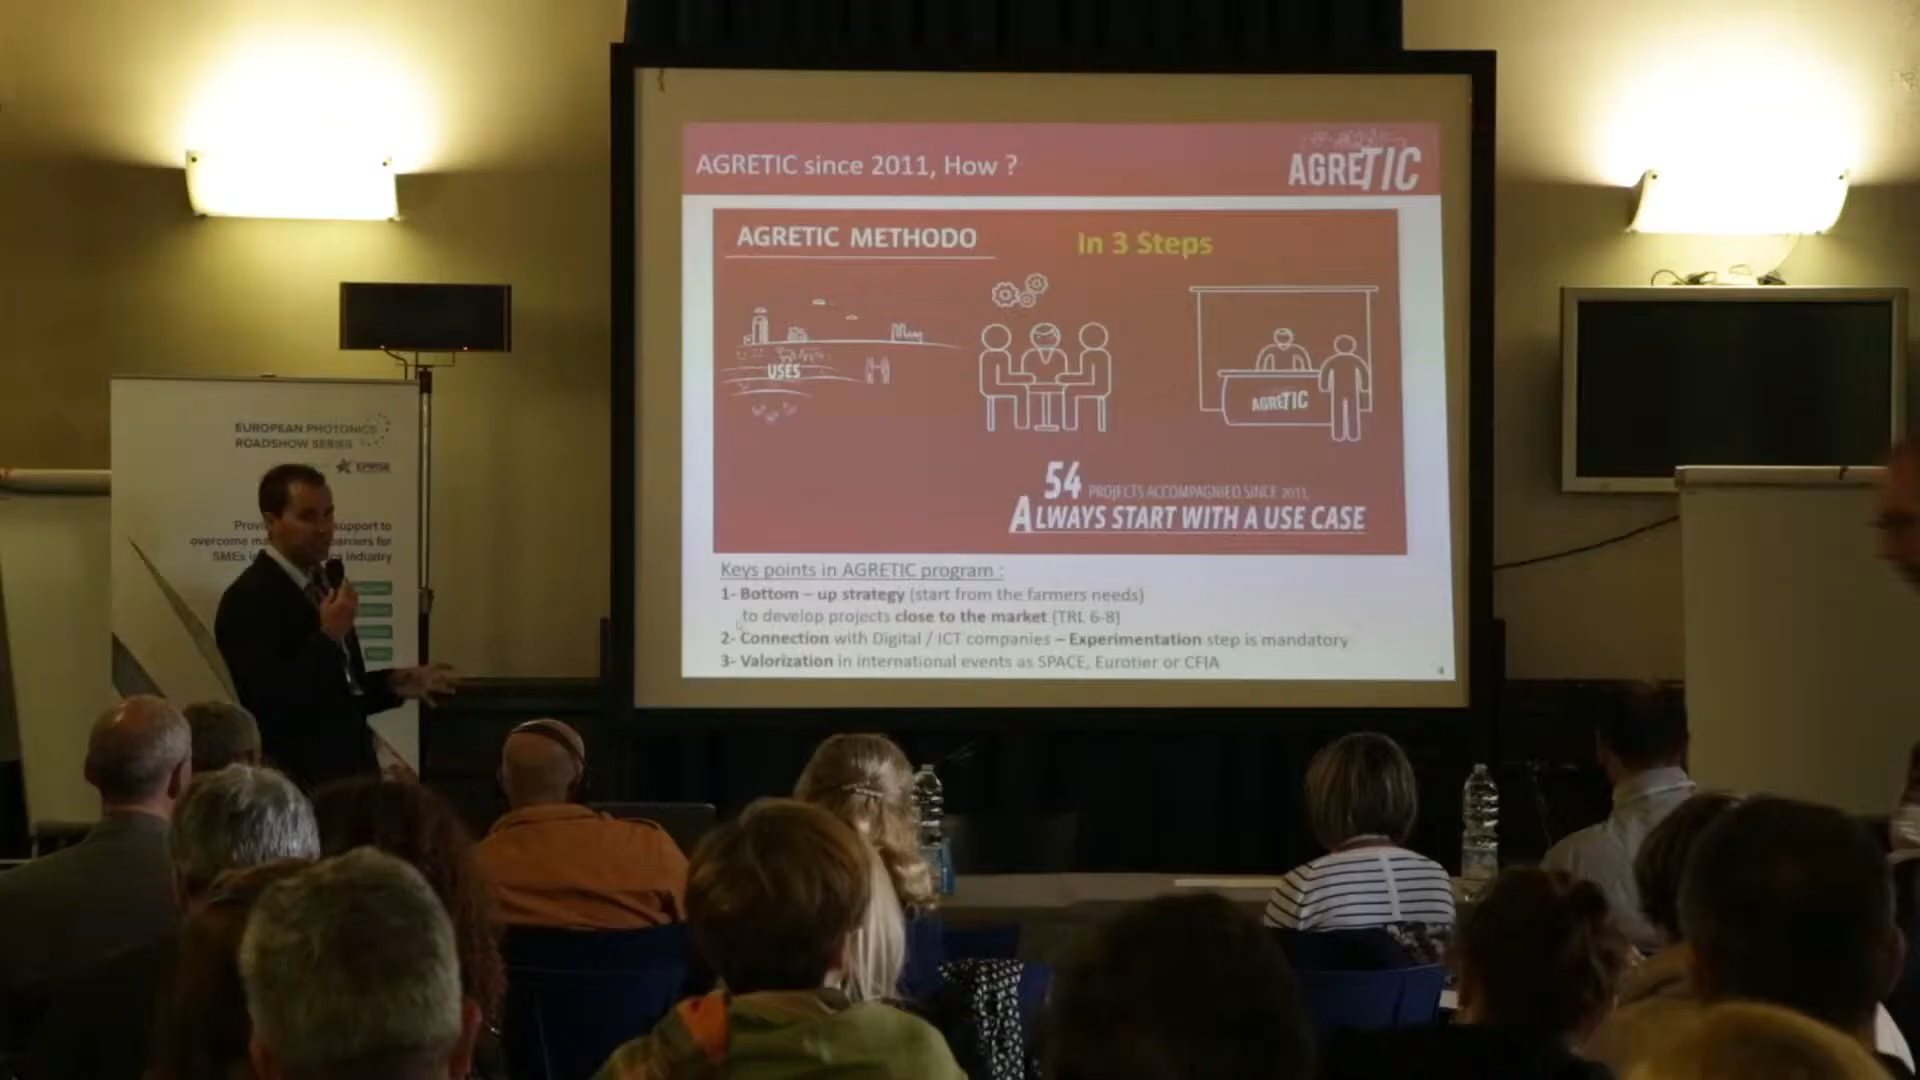 AGRETIC since 2011, How ?
AGRETIC
AGRETIC METHODO
In 3 Steps
USES
AGRETIC
54 PROJECTS ACCOMPAGNIED SINCE 2011,
ALWAYS START WITH A USE CASE
Keys points in AGRETIC program :
1- Bottom – up strategy (start from the farmers needs)
to develop projects close to the market (TRL 6-8)
2- Connection with Digital / ICT companies – Experimentation step is mandatory
3- Valorization in international events as SPACE, Eurotier or CFIA
4
EUROPEAN PHOTONICS
ROADSHOW SERIES
support to
overcome
for
SMEs industry